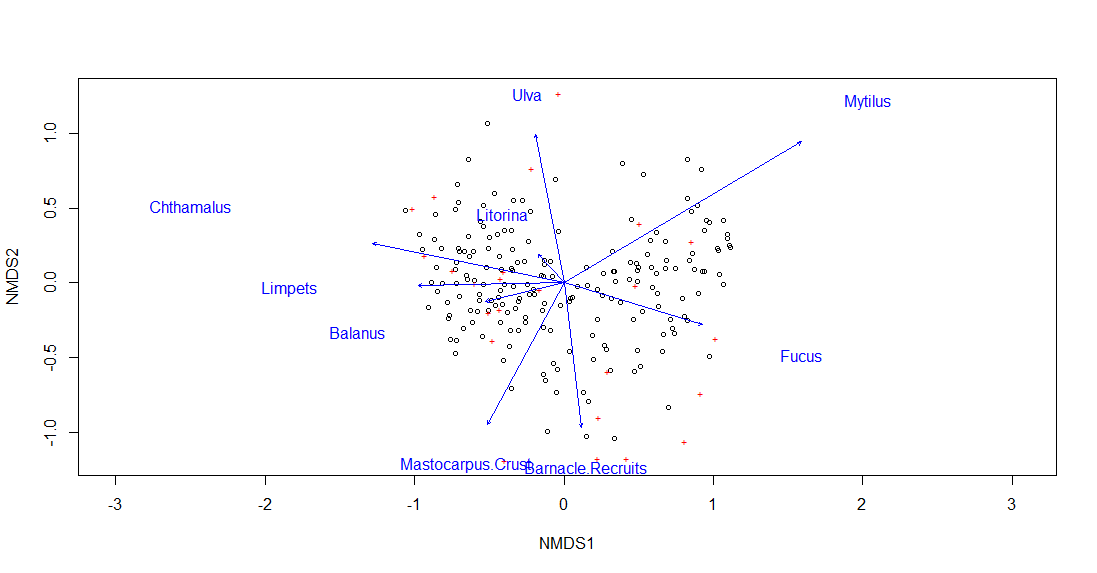 Ulva
Mytilus
Chthamalus
Litorina
Limpets
Balanus
Fucus
Mastocarpus.Crust
Barnacle.Recruits
NMDS2
1.0
0.5
0.0
-0.5
-1.0
-3 -2 -1 0 1 2 3
NMDS1